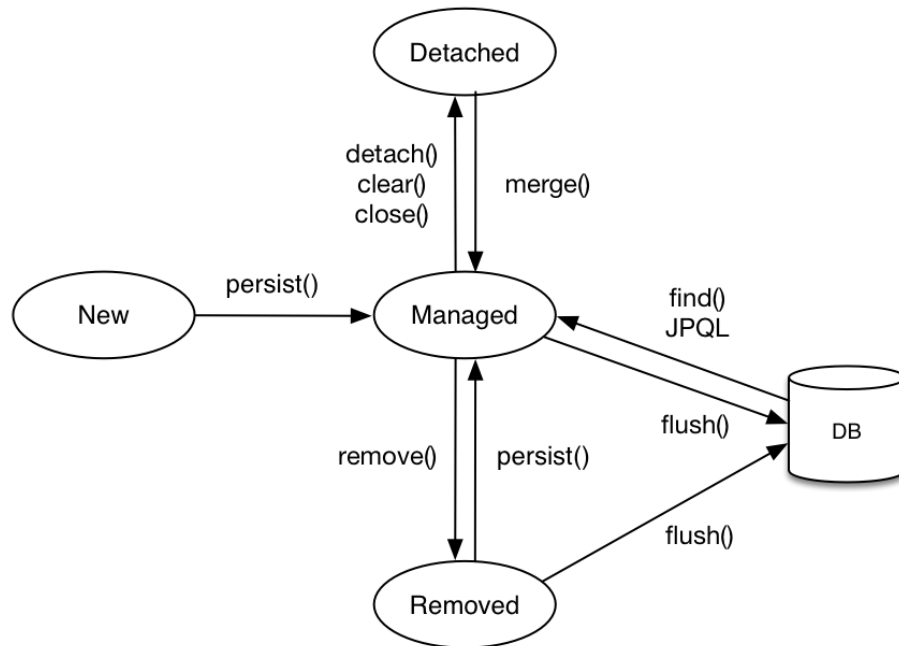 Detached
detach()
clear()
close()
merge()
persist()
New
Managed
find()
JPQL
DB
flush()
remove()
persist()
flush()
Removed